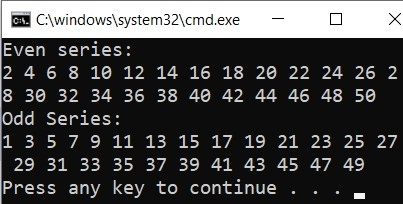 C:\windows\system32\cmd.exe
Even series:
2 4 6 8 10 12 14 16 18 20 22 24 26 2
8 30 32 34 36 38 40 42 44 46 48 50
Odd Series:
1 3 5 7 9 11 13 15 17 19 21 23 25 27
 29 31 33 35 37 39 41 43 45 47 49
Press any key to continue . . .